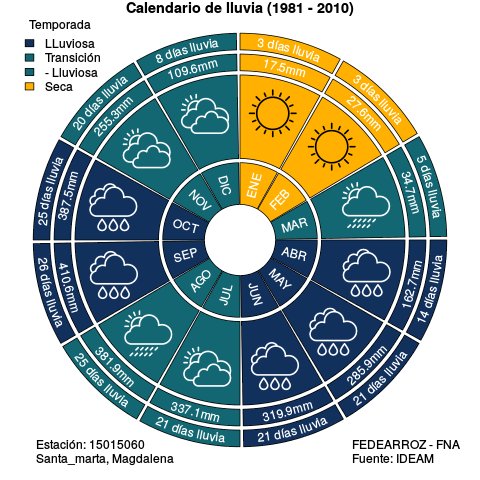 Calendario de lluvia (1981 - 2010)
Temporada
LLuviosa
Transición
- Lluviosa
Seca
3 días lluvia
17.5mm
ENE
3 días lluvia
27.6mm
FEB
5 días lluvia
34.7mm
MAR
14 días lluvia
162.7mm
ABR
21 días lluvia
285.9mm
MAY
21 días lluvia
319.9mm
JUN
21 días lluvia
337.1mm
JUL
25 días lluvia
381.9mm
AGO
26 días lluvia
410.6mm
SEP
25 días lluvia
387.5mm
OCT
20 días lluvia
255.3mm
NOV
8 días lluvia
109.6mm
DIC
Estación: 15015060
Santa_marta, Magdalena
FEDEARROZ - FNA
Fuente: IDEAM